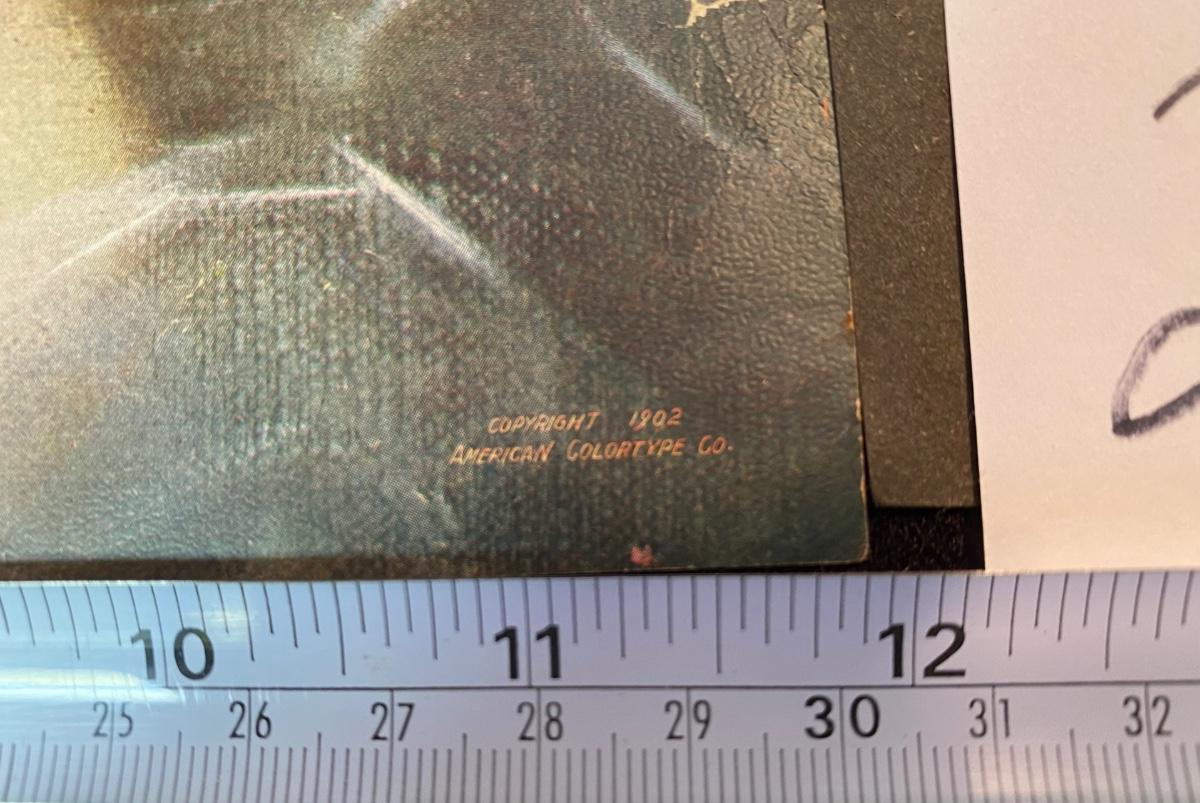 COPYRIGHT 1902
AMERICAN COLORTYPE CO.
10 11 12
25 26 27 28 29 30 31 32